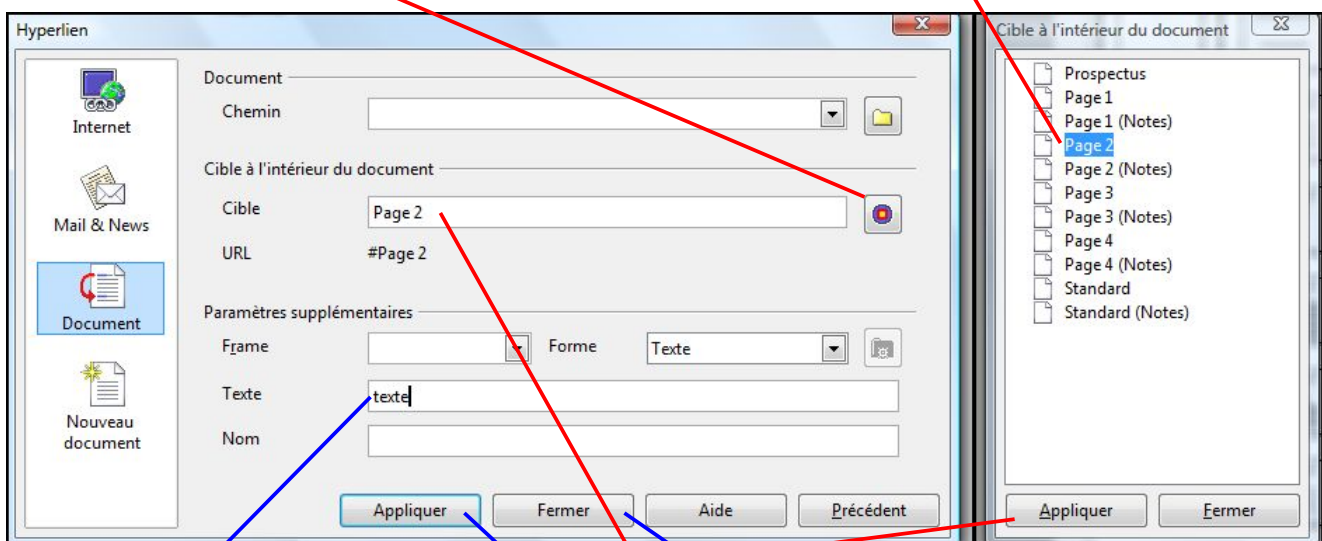 Hyperlien
Internet
Mail & News
Document
Nouveau
document
Document
Chemin
Cible à l'intérieur du document
Cible
Page 2
URL
#Page 2
Paramètres supplémentaires
Frame
Forme
Texte
Texte
texte
Nom
Appliquer
Fermer
Aide
Précédent
Cible à l'intérieur du document
Prospectus
Page 1
Page 1 (Notes)
Page 2
Page 2 (Notes)
Page 3
Page 3 (Notes)
Page 4
Page 4 (Notes)
Standard
Standard (Notes)
Appliquer
Fermer